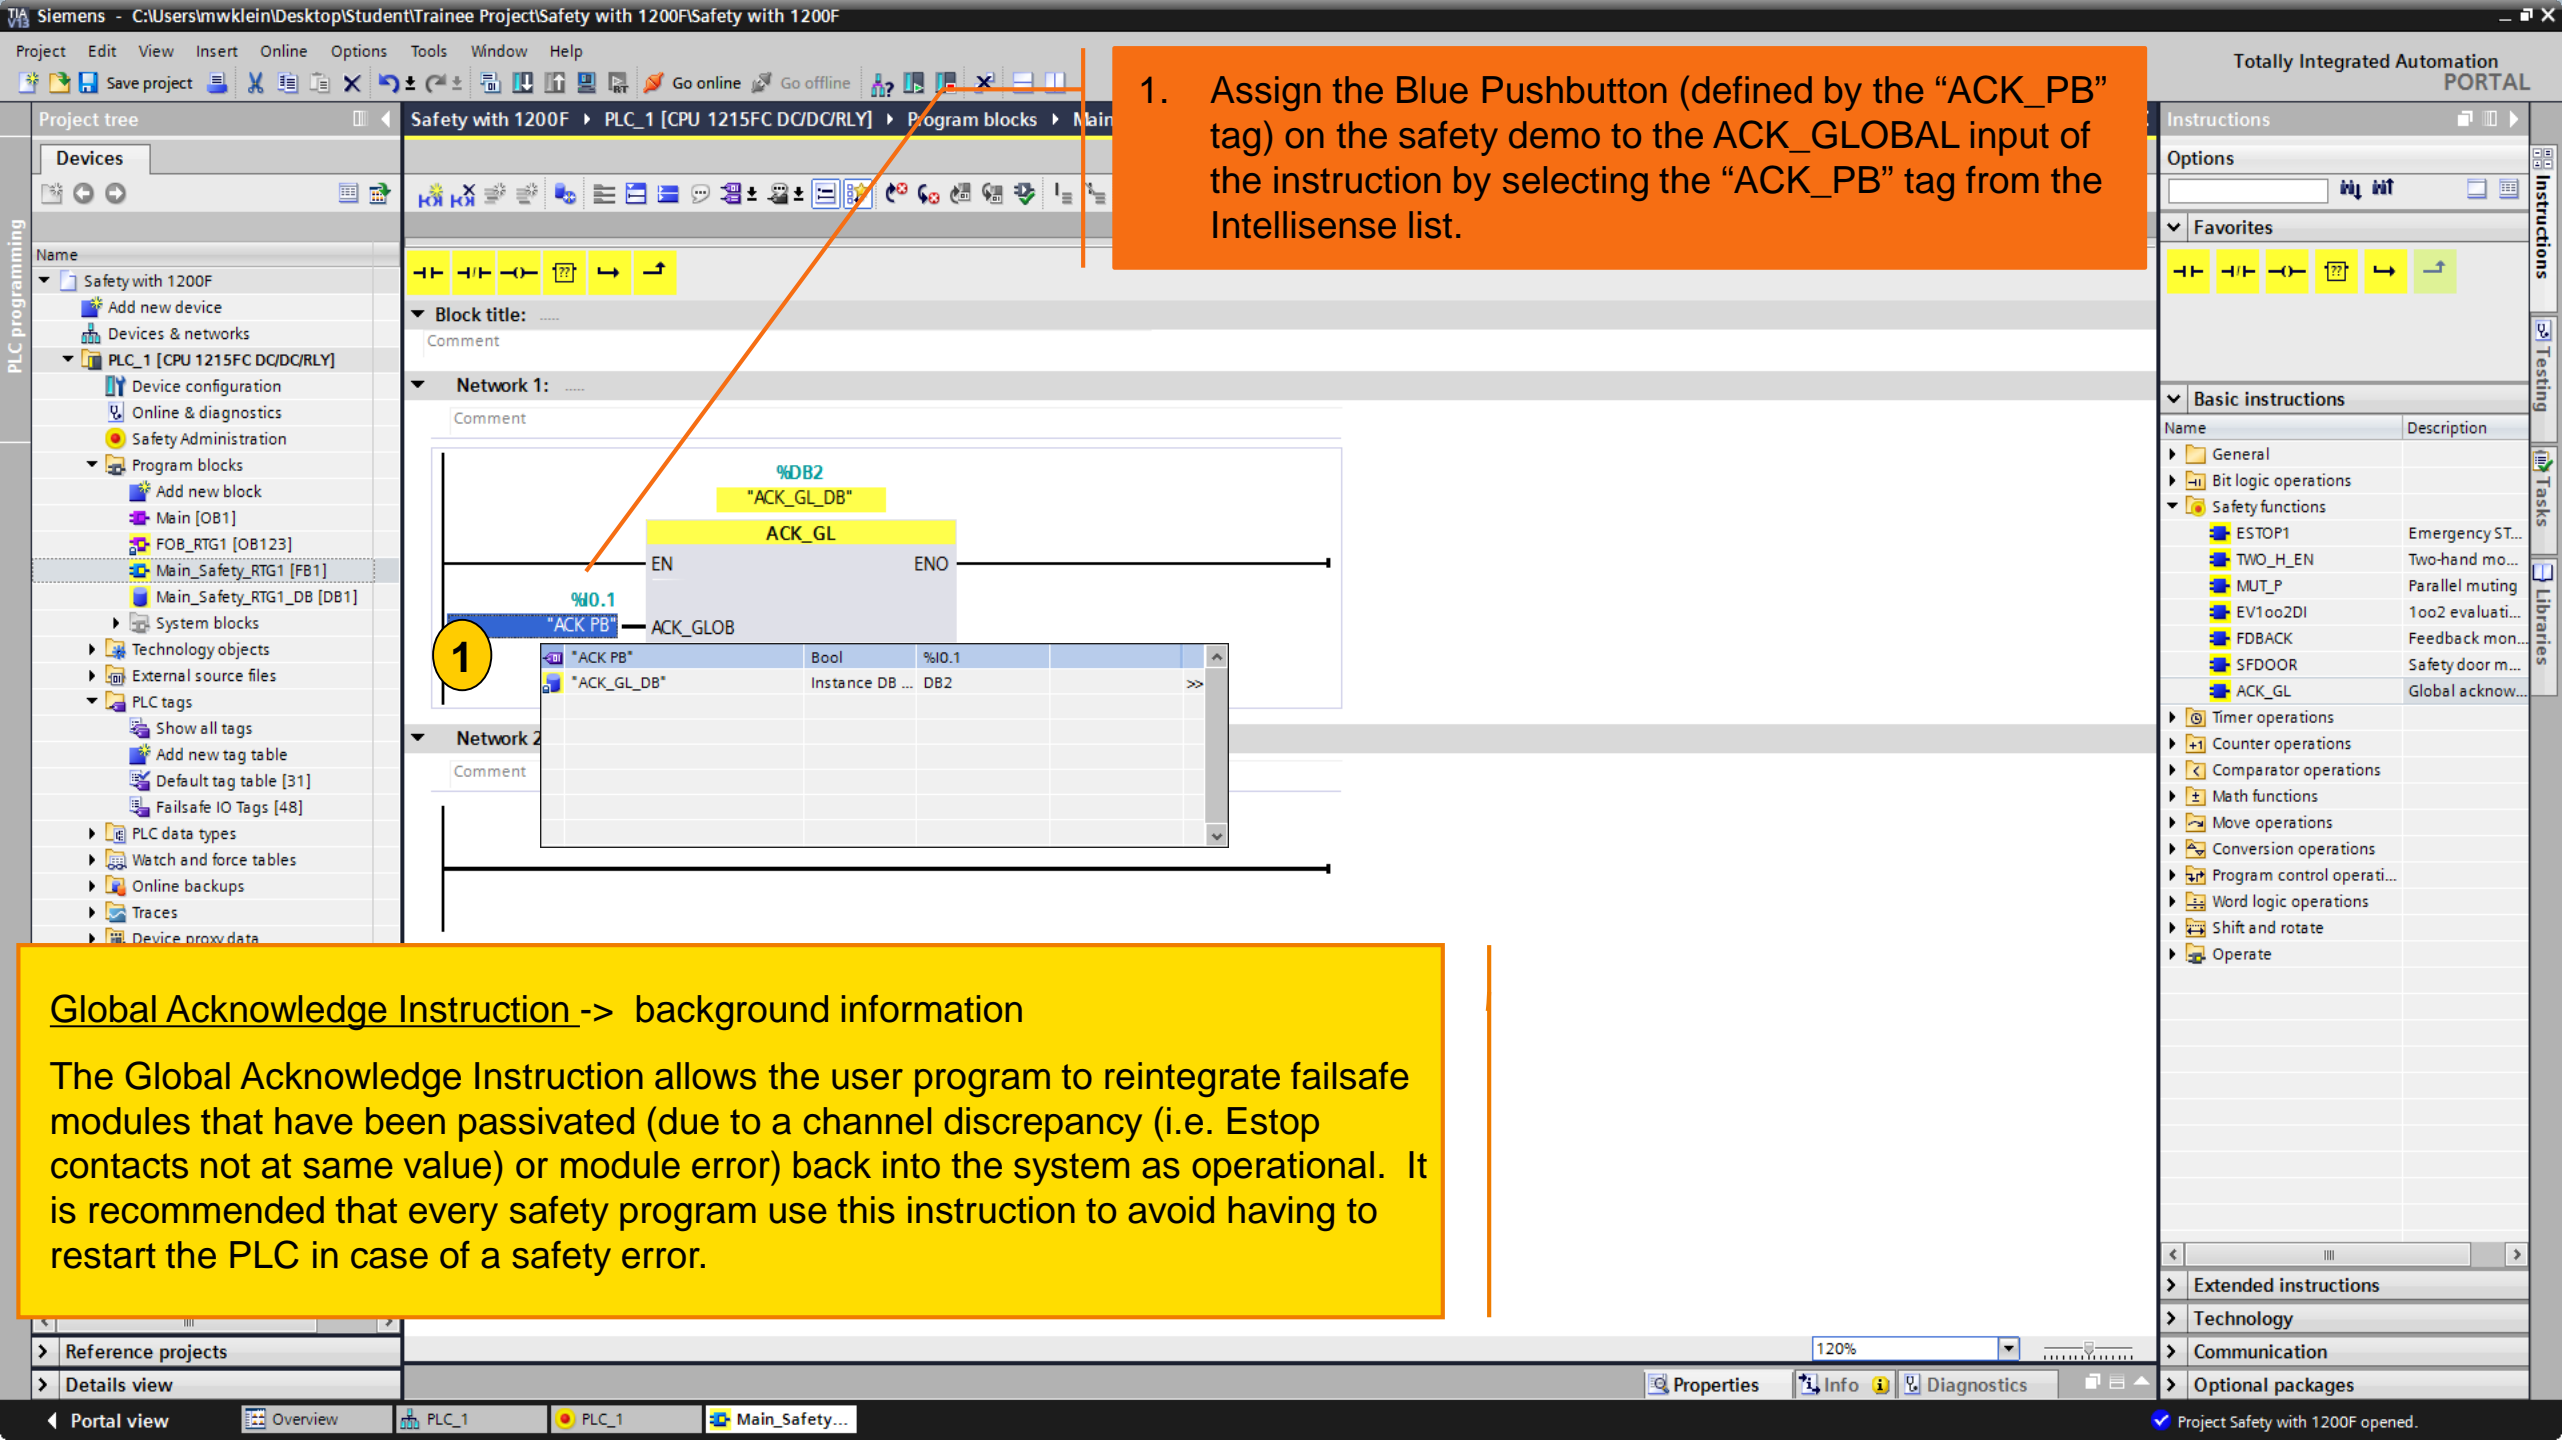 TIA V13 Siemens - C:\Users\mwklein\Desktop\Student\Trainee Project\Safety with 1200F\Safety with 1200F
Project Edit View Insert Online Options Tools Window Help
Totally Integrated Automation
PORTAL
Save project Go online Go offline
1. Assign the Blue Pushbutton (defined by the “ACK_PB”
tag) on the safety demo to the ACK_GLOBAL input of
the instruction by selecting the “ACK_PB” tag from the
Intellisense list.
Project tree
Devices
PLC programming
Name
Safety with 1200F
Add new device
Devices & networks
PLC_1 [CPU 1215FC DC/DC/RLY]
Device configuration
Online & diagnostics
Safety Administration
Program blocks
Add new block
Main [OB1]
FOB_RTG1 [OB123]
Main_Safety_RTG1 [FB1]
Main_Safety_RTG1_DB [DB1]
System blocks
Technology objects
External source files
PLC tags
Show all tags
Add new tag table
Default tag table [31]
Failsafe IO Tags [48]
PLC data types
Watch and force tables
Online backups
Traces
Device proxy data
Safety with 1200F PLC_1 [CPU 1215FC DC/DC/RLY] Program blocks Main
??
Block title: .....
Comment
Network 1: .....
Comment
%DB2
"ACK_GL_DB"
ACK_GL
EN ENO
%I0.1
"ACK PB" ACK_GLOB
1
"ACK PB" Bool %I0.1
"ACK_GL_DB" Instance DB ... DB2 >>
Network 2
Comment
Global Acknowledge Instruction -> background information
The Global Acknowledge Instruction allows the user program to reintegrate failsafe
modules that have been passivated (due to a channel discrepancy (i.e. Estop
contacts not at same value) or module error) back into the system as operational. It
is recommended that every safety program use this instruction to avoid having to
restart the PLC in case of a safety error.
120%
Properties Info Diagnostics
Reference projects
Details view
Instructions
Options
Favorites
??
Basic instructions
Name Description
General
Bit logic operations
Safety functions
ESTOP1 Emergency ST...
TWO_H_EN Two-hand mo...
MUT_P Parallel muting
EV1oo2DI 1oo2 evaluati...
FDBACK Feedback mon...
SFDOOR Safety door m...
ACK_GL Global acknow...
Timer operations
Counter operations
Comparator operations
Math functions
Move operations
Conversion operations
Program control operati...
Word logic operations
Shift and rotate
Operate
Extended instructions
Technology
Communication
Optional packages
Instructions
Testing
Tasks
Libraries
Portal view Overview PLC_1 PLC_1 Main_Safety...
Project Safety with 1200F opened.